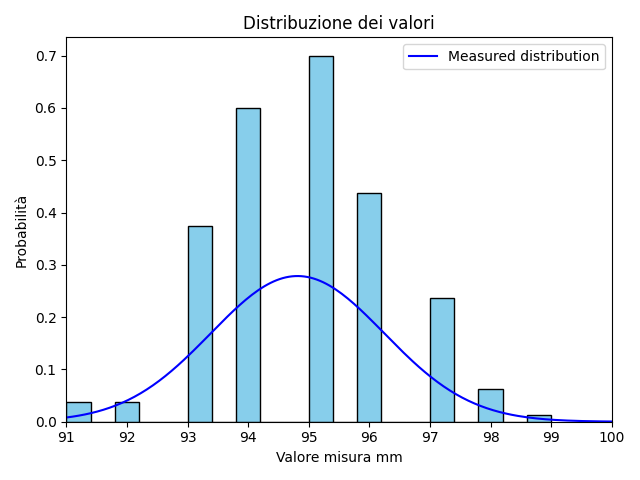 Distribuzione dei valori
Measured distribution
0.7
0.6
0.5
0.4
0.3
0.2
0.1
0.0
Probabilità
91 92 93 94 95 96 97 98 99 100
Valore misura mm